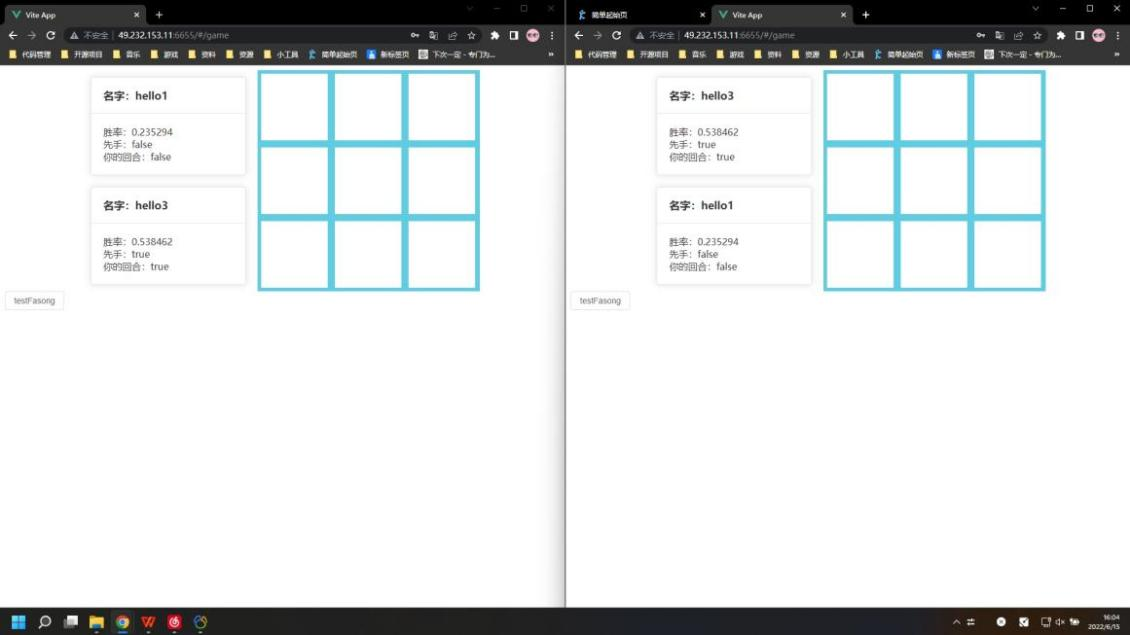 Vite App
不安全 | 49.232.153.11:6655/#/game
代码管理 开源项目 音乐 游戏 资料 资源 小工具 简单起始页 新标签页 下次一定 - 专门为...
名字：hello1
胜率：0.235294
先手：false
你的回合：false
名字：hello3
胜率：0.538462
先手：true
你的回合：true
testFasong
简单起始页 Vite App
不安全 | 49.232.153.11:6655/#/game
代码管理 开源项目 音乐 游戏 资料 资源 小工具 简单起始页 新标签页 下次一定 - 专门为...
名字：hello3
胜率：0.538462
先手：true
你的回合：true
名字：hello1
胜率：0.235294
先手：false
你的回合：false
testFasong
16:04
2022/6/15